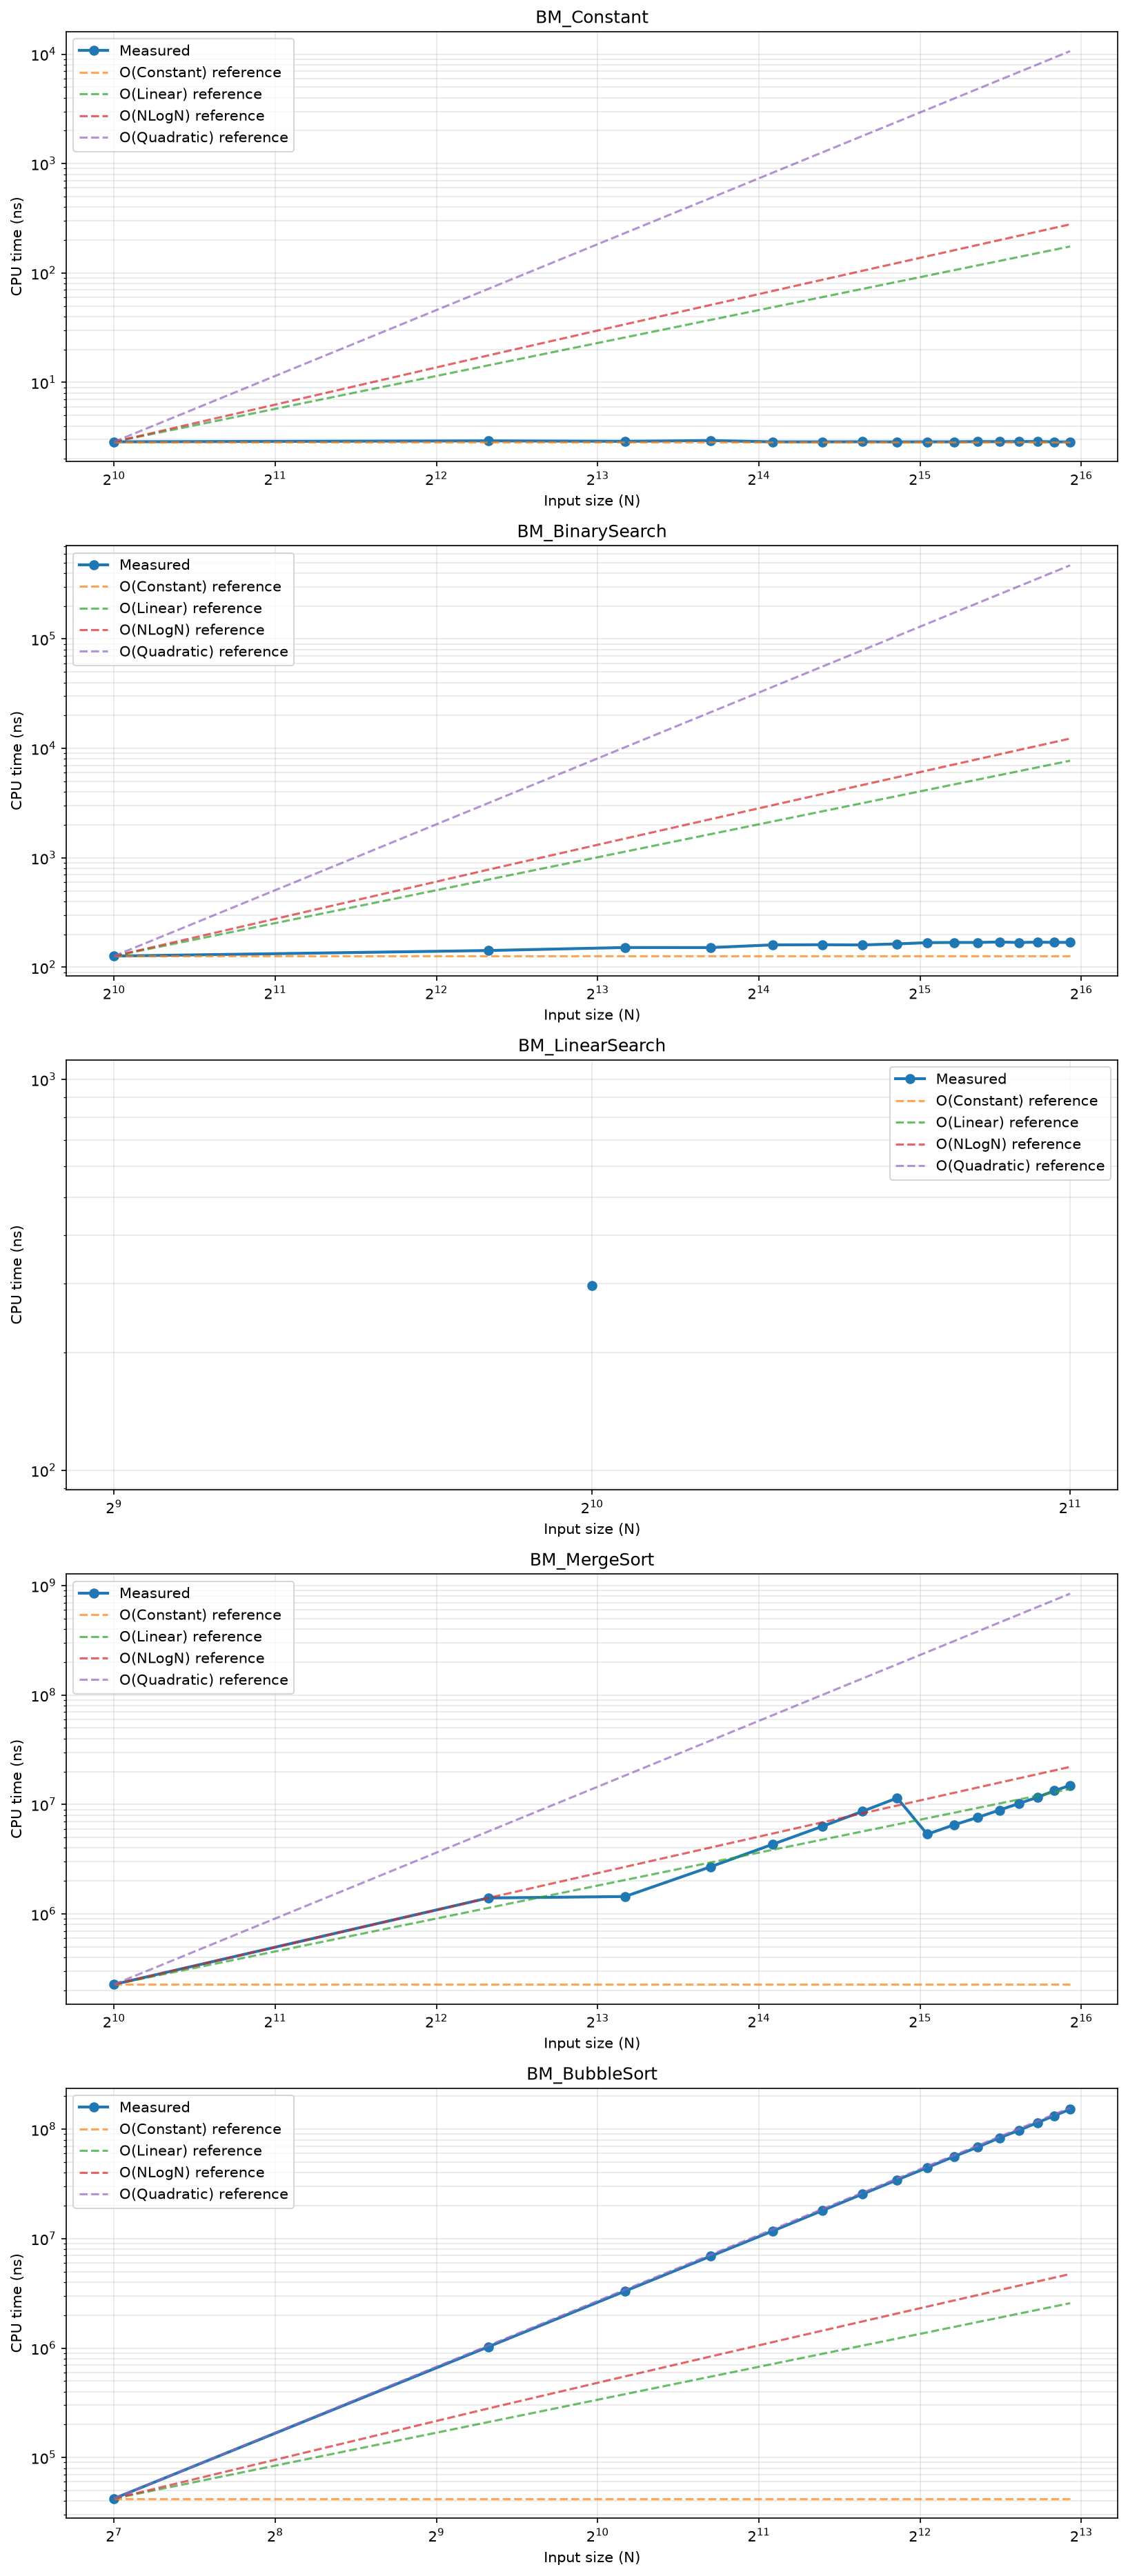 BM_Constant
Measured
O(Constant) reference
O(Linear) reference
O(NLogN) reference
O(Quadratic) reference
CPU time (ns)
10⁴
10³
10²
10¹
2¹⁰ 2¹¹ 2¹² 2¹³ 2¹⁴ 2¹⁵ 2¹⁶
Input size (N)
BM_BinarySearch
Measured
O(Constant) reference
O(Linear) reference
O(NLogN) reference
O(Quadratic) reference
CPU time (ns)
10⁵
10⁴
10³
10²
2¹⁰ 2¹¹ 2¹² 2¹³ 2¹⁴ 2¹⁵ 2¹⁶
Input size (N)
BM_LinearSearch
Measured
O(Constant) reference
O(Linear) reference
O(NLogN) reference
O(Quadratic) reference
CPU time (ns)
10³
10²
2⁹ 2¹⁰ 2¹¹
Input size (N)
BM_MergeSort
Measured
O(Constant) reference
O(Linear) reference
O(NLogN) reference
O(Quadratic) reference
CPU time (ns)
10⁹
10⁸
10⁷
10⁶
2¹⁰ 2¹¹ 2¹² 2¹³ 2¹⁴ 2¹⁵ 2¹⁶
Input size (N)
BM_BubbleSort
Measured
O(Constant) reference
O(Linear) reference
O(NLogN) reference
O(Quadratic) reference
CPU time (ns)
10⁸
10⁷
10⁶
10⁵
2⁷ 2⁸ 2⁹ 2¹⁰ 2¹¹ 2¹² 2¹³
Input size (N)